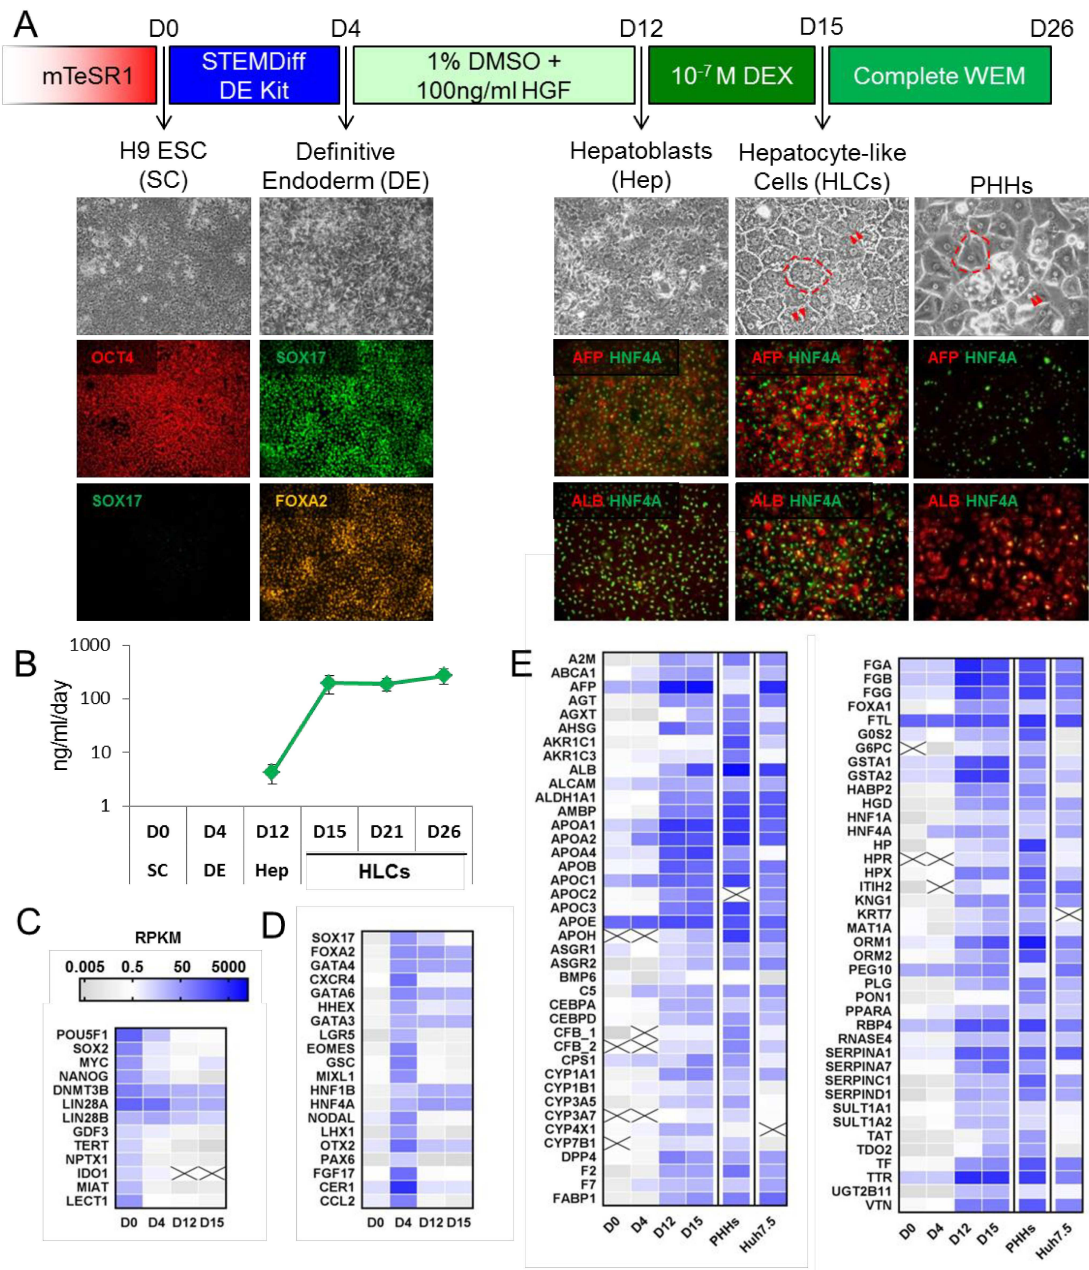 A
D0 D4 D12 D15 D26
mTeSR1
STEMDiff
DE Kit
1% DMSO +
100ng/ml HGF
10⁻⁷ M DEX
Complete WEM
H9 ESC
(SC)
Definitive
Endoderm (DE)
Hepatoblasts
(Hep)
Hepatocyte-like
Cells (HLCs)
PHHs
OCT4
SOX17
AFP HNF4A
AFP HNF4A
AFP HNF4A
SOX17
FOXA2
ALB HNF4A
ALB HNF4A
ALB HNF4A
B
ng/ml/day
1000
100
10
1
D0 D4 D12 D15 D21 D26
SC DE Hep HLCs
C
RPKM
0.005 0.5 50 5000
POU5F1
SOX2
MYC
NANOG
DNMT3B
LIN28A
LIN28B
GDF3
TERT
NPTX1
IDO1
MIAT
LECT1
D0 D4 D12 D15
D
SOX17
FOXA2
GATA4
CXCR4
GATA6
HHEX
GATA3
LGR5
EOMES
GSC
MIXL1
HNF1B
HNF4A
NODAL
LHX1
OTX2
PAX6
FGF17
CER1
CCL2
D0 D4 D12 D15
E
A2M
ABCA1
AFP
AGT
AGXT
AHSG
AKR1C1
AKR1C3
ALB
ALCAM
ALDH1A1
AMBP
APOA1
APOA2
APOA4
APOB
APOC1
APOC2
APOC3
APOE
APOH
ASGR1
ASGR2
BMP6
C5
CEBPA
CEBPD
CFB_1
CFB_2
CPS1
CYP1A1
CYP1B1
CYP3A5
CYP3A7
CYP4X1
CYP7B1
DPP4
F2
F7
FABP1
D0 D4 D12 D15 PHHs Huh7.5
FGA
FGB
FGG
FOXA1
FTL
G0S2
G6PC
GSTA1
GSTA2
HABP2
HGD
HNF1A
HNF4A
HP
HPR
HPX
ITIH2
KNG1
KRT7
MAT1A
ORM1
ORM2
PEG10
PLG
PON1
PPARA
RBP4
RNASE4
SERPINA1
SERPINA7
SERPINC1
SERPIND1
SULT1A1
SULT1A2
TAT
TDO2
TF
TTR
UGT2B11
VTN
D0 D4 D12 D15 PHHs Huh7.5